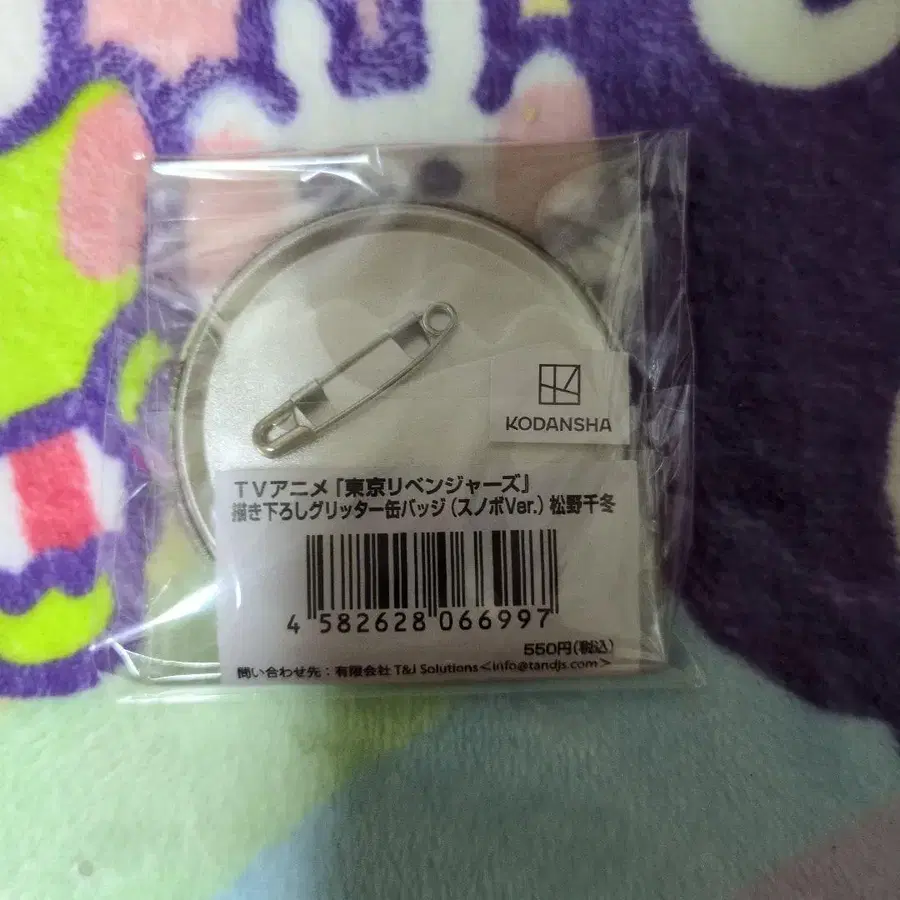 KODANSHA
TVアニメ「東京リベンジャーズ」
描き下ろしグリッター缶バッジ(スノボVer.)松野千冬
4 582628 066997
550円(税込)
問い合わせ先:有限会社 T&J Solutions<info@tandjs.com>